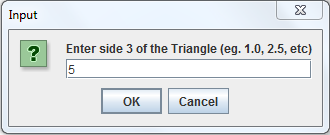 Input
Enter side 3 of the Triangle (eg. 1.0, 2.5, etc)
5
OK Cancel